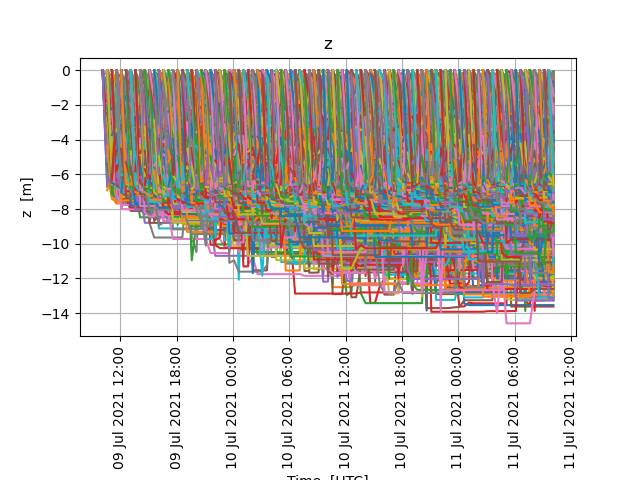 z
0
−2
−4
−6
−8
−10
−12
−14
z [m]
09 Jul 2021 12:00
09 Jul 2021 18:00
10 Jul 2021 00:00
10 Jul 2021 06:00
10 Jul 2021 12:00
10 Jul 2021 18:00
11 Jul 2021 00:00
11 Jul 2021 06:00
11 Jul 2021 12:00
Time [UTC]